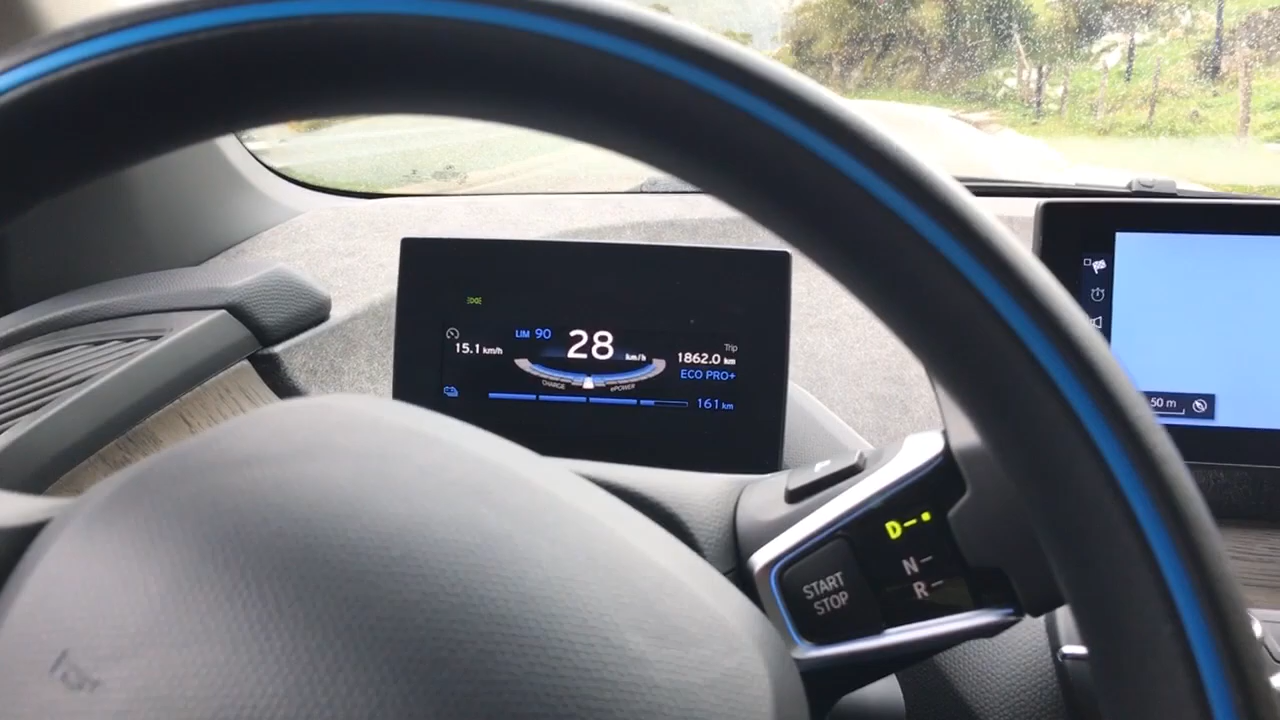 LIM 90
28 km/h
15.1 km/h
Trip
1862.0 km
ECO PRO+
CHARGE
ePOWER
161 km
50 m
START
STOP
D
N
R